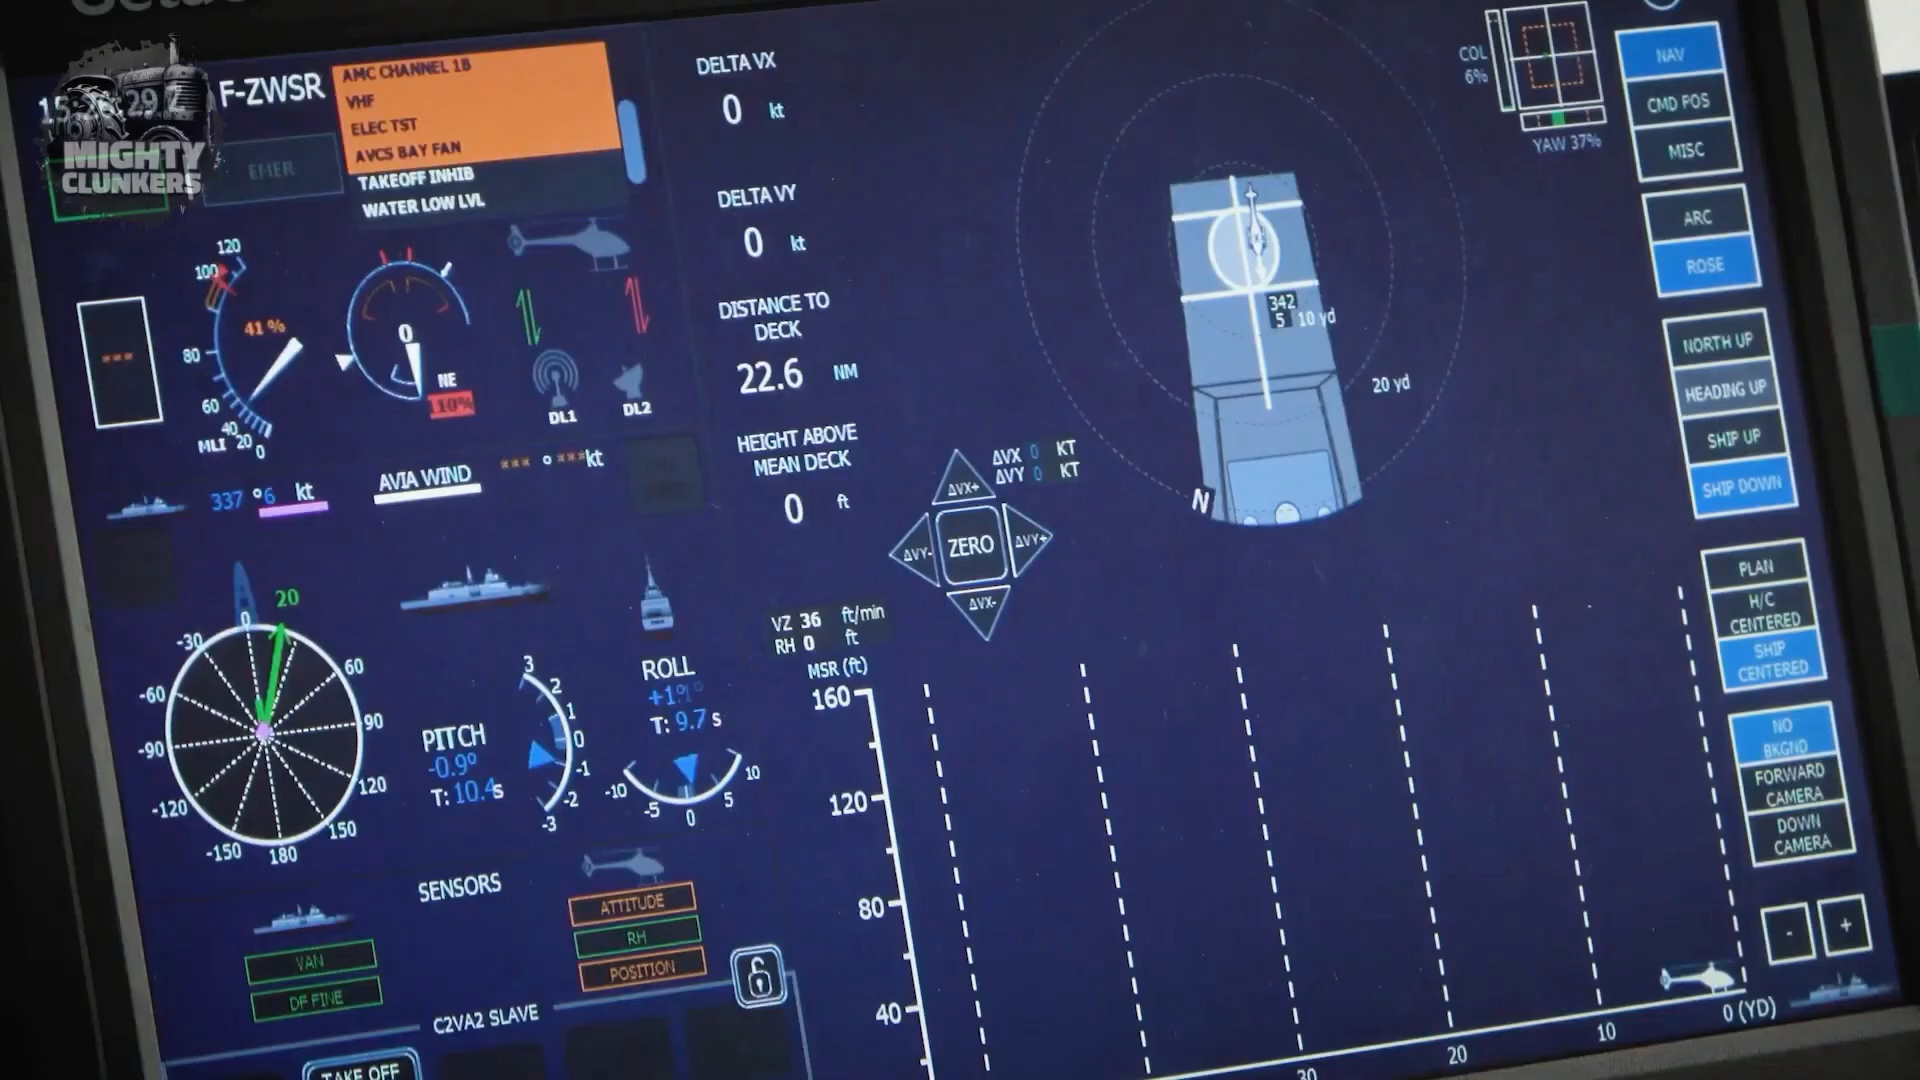 MIGHTY
CLUNKERS
F-ZWSR
AMC CHANNEL 1B
VHF
ELEC TST
AVCS BAY FAN
TAKEOFF INHIB
WATER LOW LVL
EMER
120
100
80
60
40
20
0
MLI
41 %
0
NE
110%
DL1
DL2
337 ° 6 kt
AVIA WIND
--- ° --- kt
DELTA VX
0 kt
DELTA VY
0 kt
DISTANCE TO
DECK
22.6 NM
HEIGHT ABOVE
MEAN DECK
0 ft
ΔVX 0 KT
ΔVY 0 KT
ΔVX+
ΔVY-
ZERO
ΔVY+
ΔVX-
342
5
10 yd
20 yd
N
COL
6%
YAW 37%
NAV
CMD POS
MISC
ARC
ROSE
NORTH UP
HEADING UP
SHIP UP
SHIP DOWN
PLAN
H/C
CENTERED
SHIP
CENTERED
NO
BKGND
FORWARD
CAMERA
DOWN
CAMERA
-
+
20
0
-30
60
-60
90
-90
120
-120
150
-150
180
PITCH
-0.9°
T: 10.4s
3
2
1
0
-1
-2
-3
ROLL
T: 9.7 s
-10
-5
0
5
10
VZ 36 ft/min
RH 0 ft
MSR (ft)
160
120
80
40
30
20
10
0 (YD)
SENSORS
VAN
DF FINE
ATTITUDE
RH
POSITION
C2VA2 SLAVE
TAKE OFF